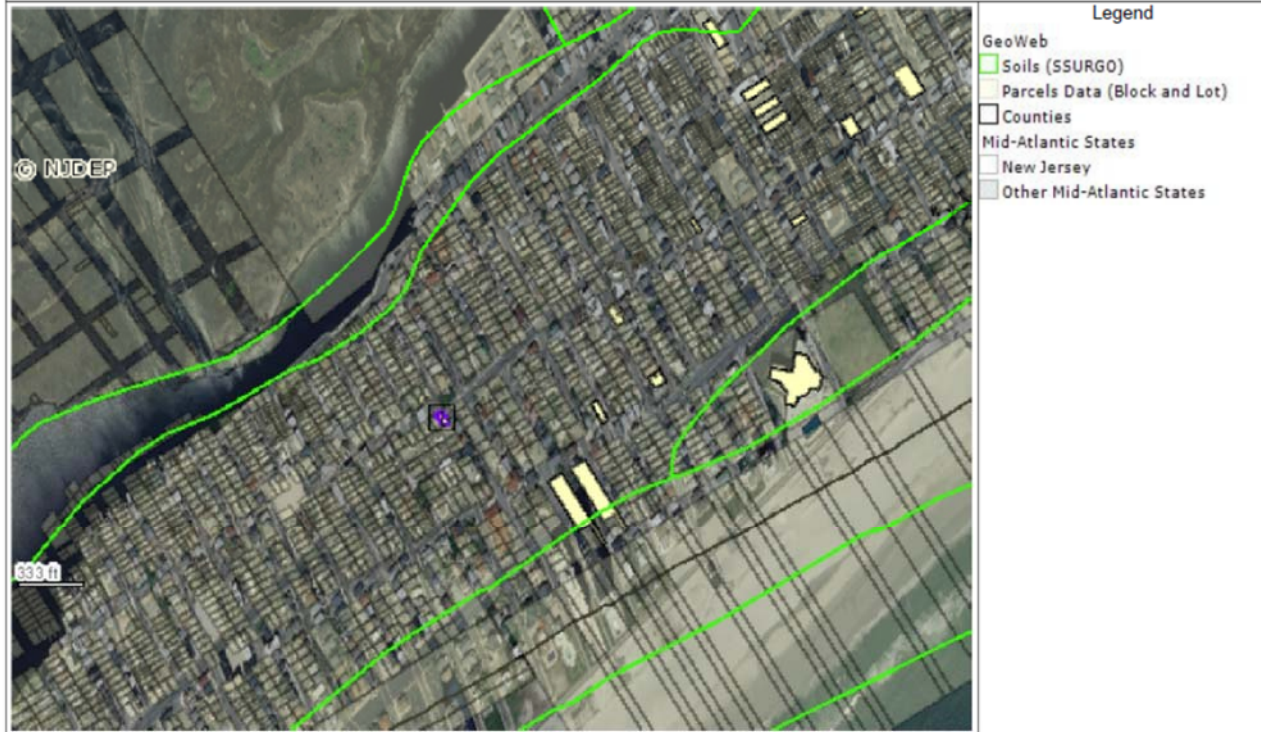 Legend
GeoWeb
Soils (SSURGO)
Parcels Data (Block and Lot)
Counties
Mid-Atlantic States
New Jersey
Other Mid-Atlantic States
© NJDEP
333 ft